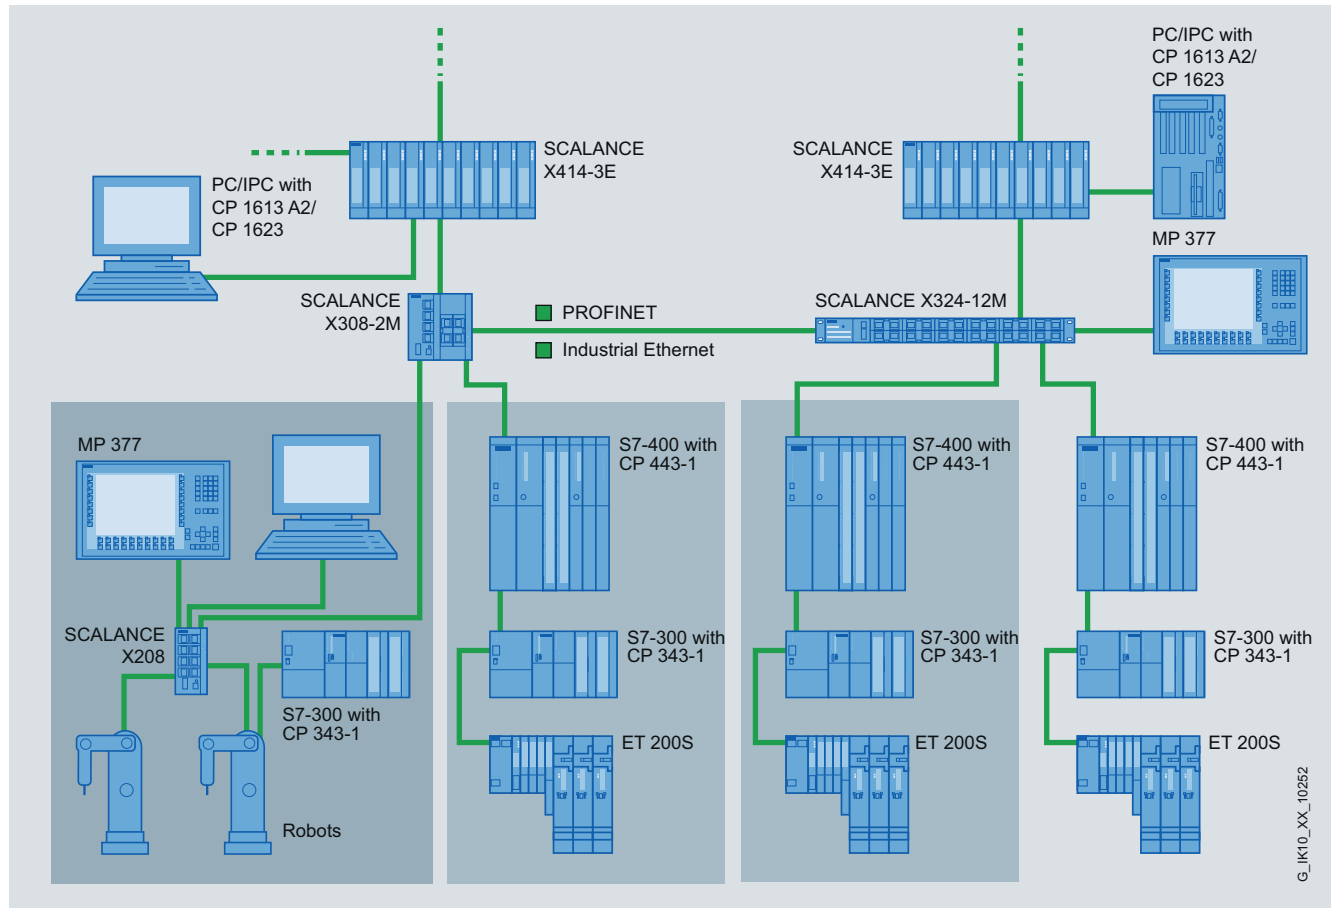 PC/IPC with
CP 1613 A2/
CP 1623
SCALANCE
X414-3E
SCALANCE
X414-3E
PC/IPC with
CP 1613 A2/
CP 1623
MP 377
SCALANCE
X308-2M
PROFINET
Industrial Ethernet
SCALANCE X324-12M
MP 377
S7-400 with
CP 443-1
S7-400 with
CP 443-1
S7-400 with
CP 443-1
SCALANCE
X208
S7-300 with
CP 343-1
S7-300 with
CP 343-1
S7-300 with
CP 343-1
S7-300 with
CP 343-1
ET 200S
ET 200S
ET 200S
Robots
G_IK10_XX_10252